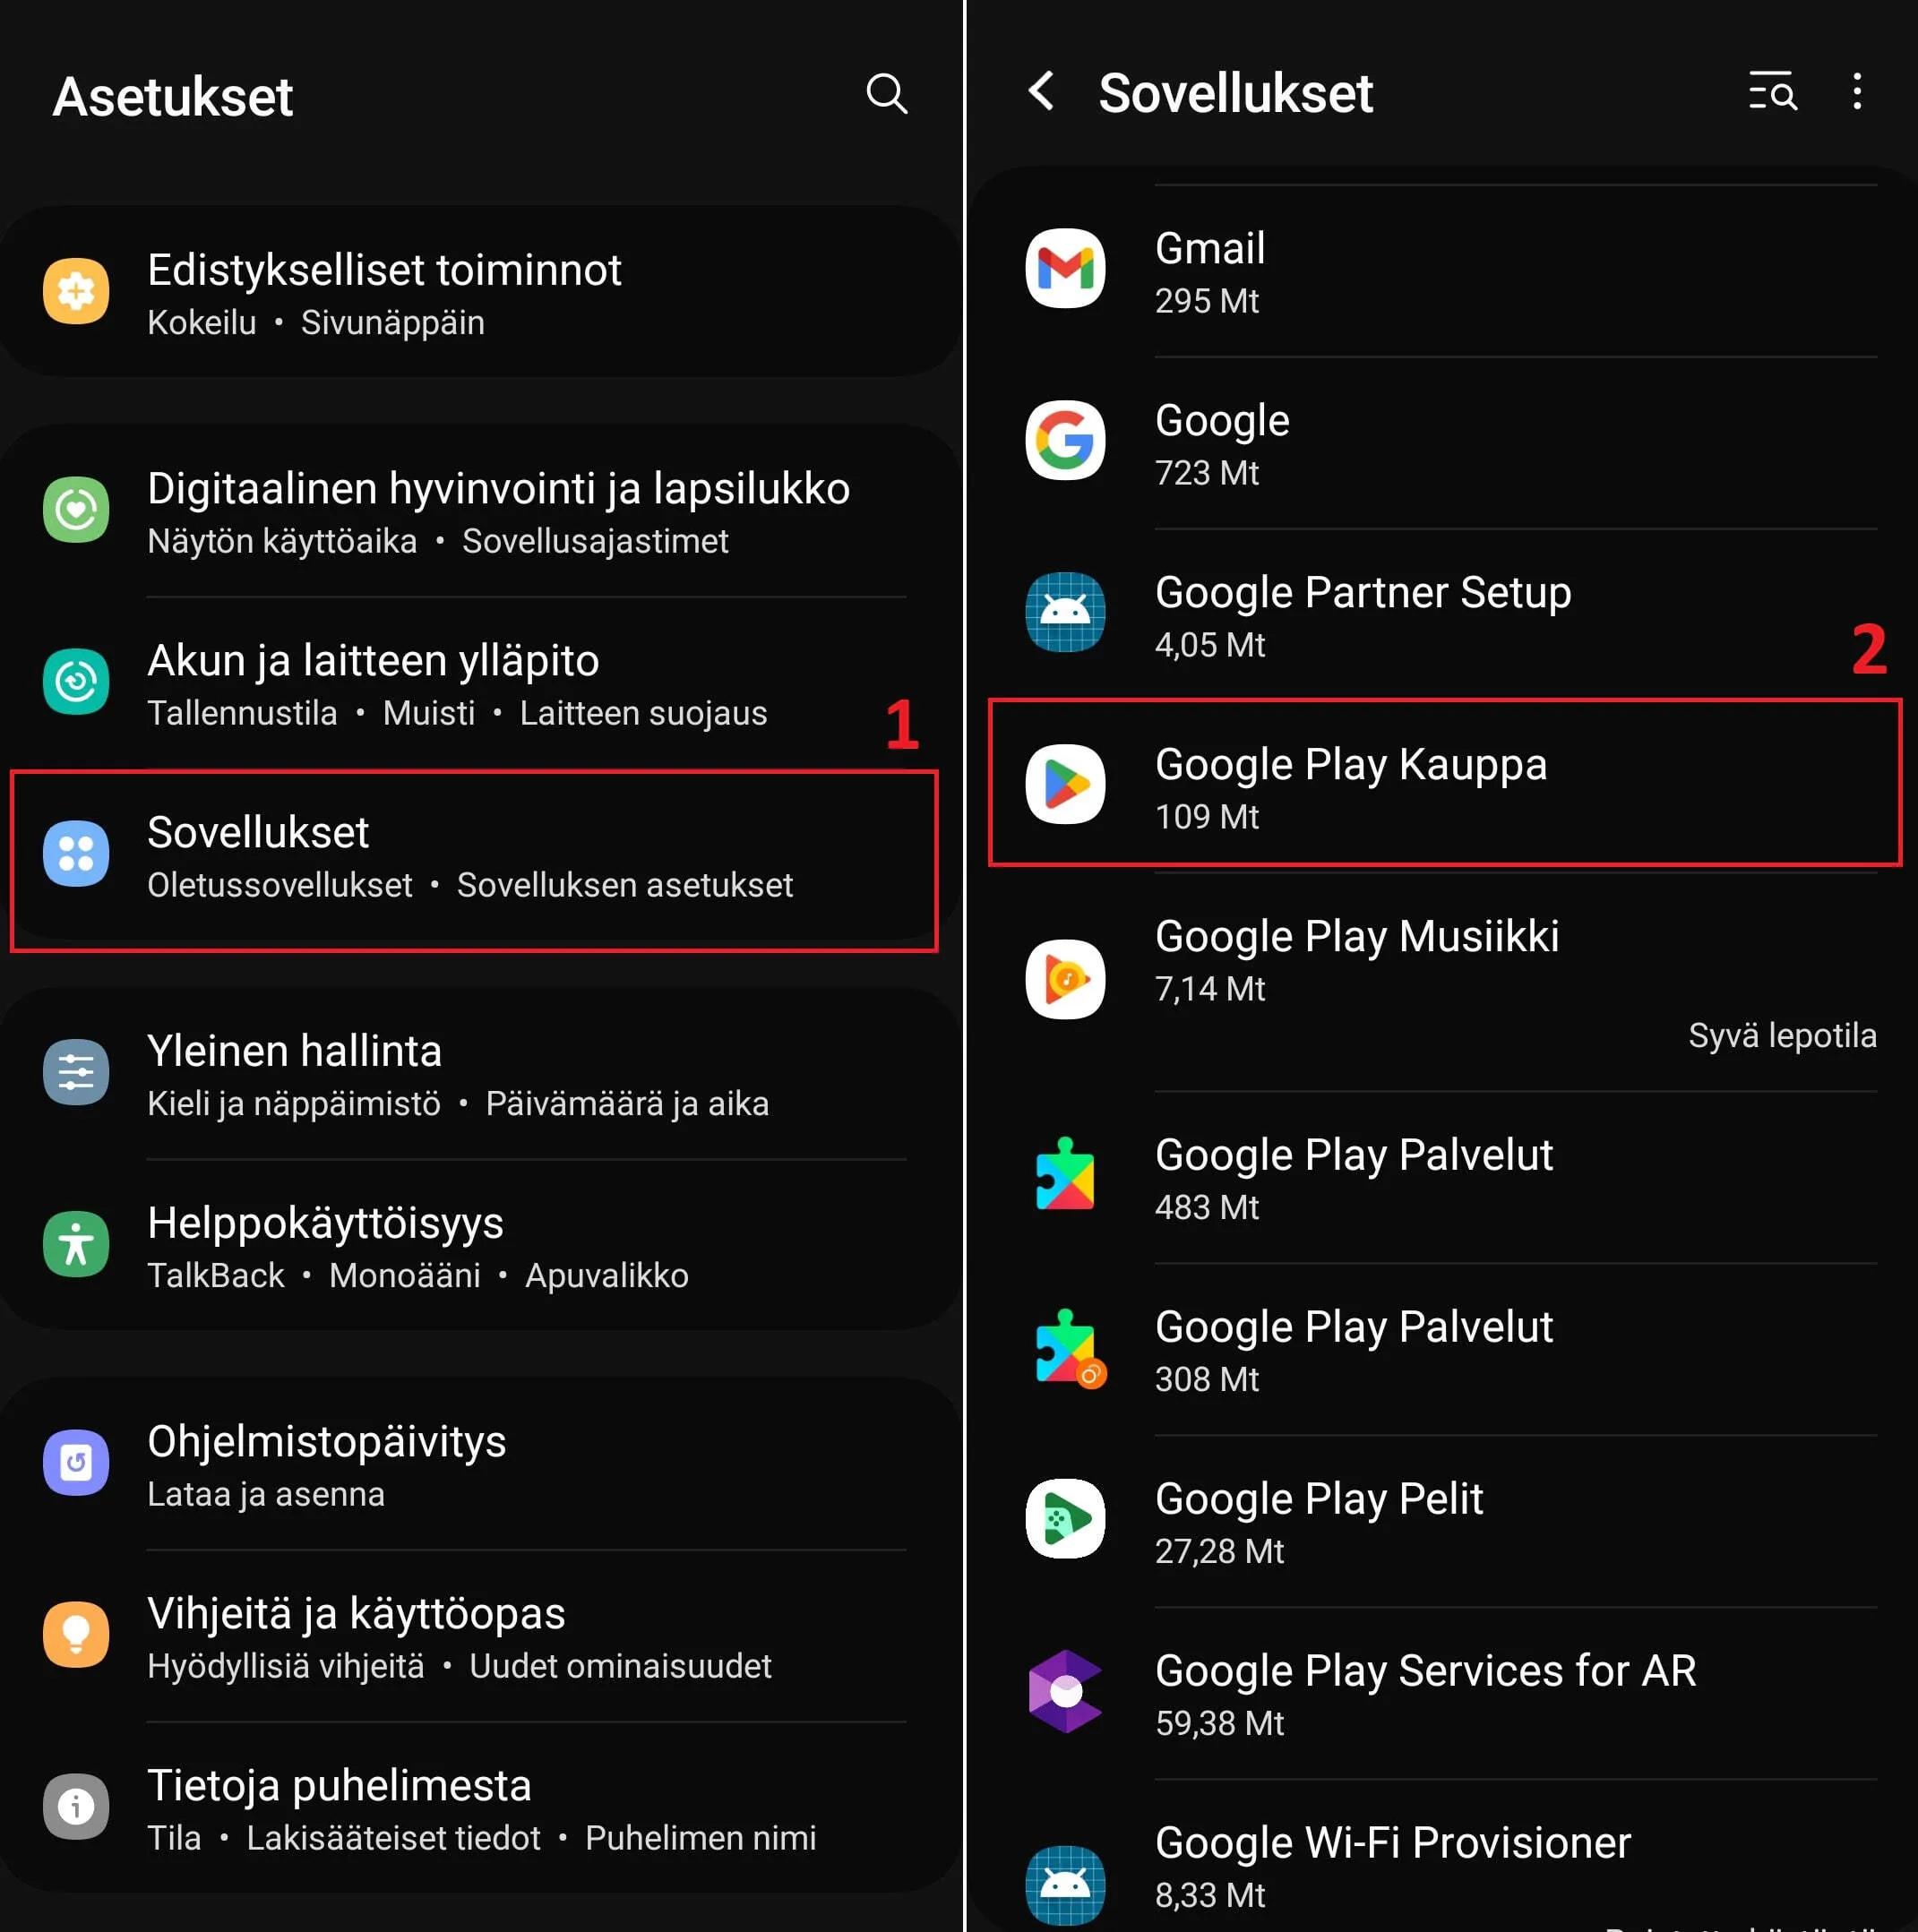 Asetukset
Edistykselliset toiminnot
Kokeilu • Sivunäppäin
Digitaalinen hyvinvointi ja lapsilukko
Näytön käyttöaika • Sovellusajastimet
Akun ja laitteen ylläpito
Tallennustila • Muisti • Laitteen suojaus
1
Sovellukset
Oletussovellukset • Sovelluksen asetukset
Yleinen hallinta
Kieli ja näppäimistö • Päivämäärä ja aika
Helppokäyttöisyys
TalkBack • Monoääni • Apuvalikko
Ohjelmistopäivitys
Lataa ja asenna
Vihjeitä ja käyttöopas
Hyödyllisiä vihjeitä • Uudet ominaisuudet
Tietoja puhelimesta
Tila • Lakisääteiset tiedot • Puhelimen nimi
Sovellukset
Gmail
295 Mt
Google
723 Mt
Google Partner Setup
4,05 Mt
2
Google Play Kauppa
109 Mt
Google Play Musiikki
7,14 Mt
Syvä lepotila
Google Play Palvelut
483 Mt
Google Play Palvelut
308 Mt
Google Play Pelit
27,28 Mt
Google Play Services for AR
59,38 Mt
Google Wi-Fi Provisioner
8,33 Mt